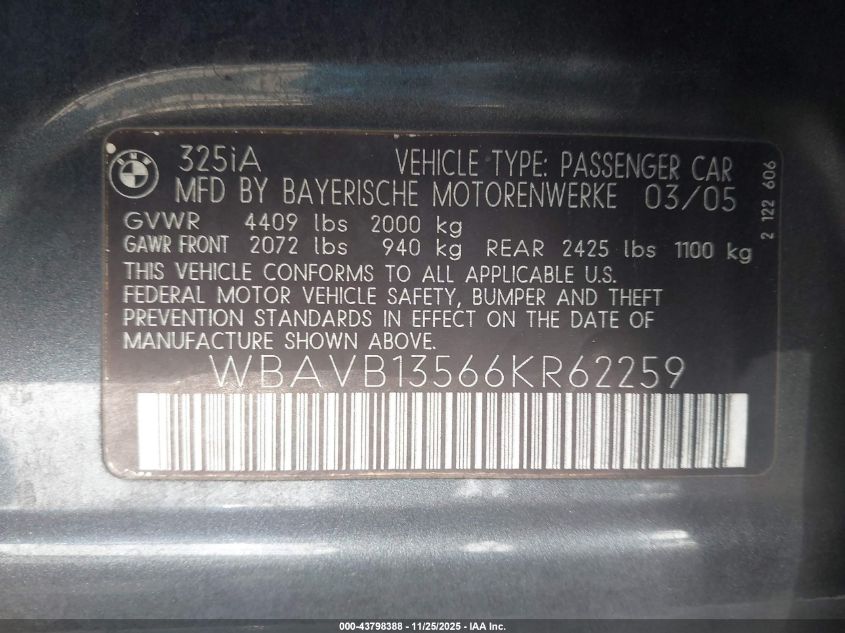 BMW
325iA VEHICLE TYPE: PASSENGER CAR
MFD BY BAYERISCHE MOTORENWERKE 03/05
GVWR 4409 lbs 2000 kg
GAWR FRONT 2072 lbs 940 kg REAR 2425 lbs 1100 kg
THIS VEHICLE CONFORMS TO ALL APPLICABLE U.S.
FEDERAL MOTOR VEHICLE SAFETY, BUMPER AND THEFT
PREVENTION STANDARDS IN EFFECT ON THE DATE OF
MANUFACTURE SHOWN ABOVE.
WBAVB13566KR62259
2 122 606
000-43798388 - 11/25/2025 - IAA Inc.